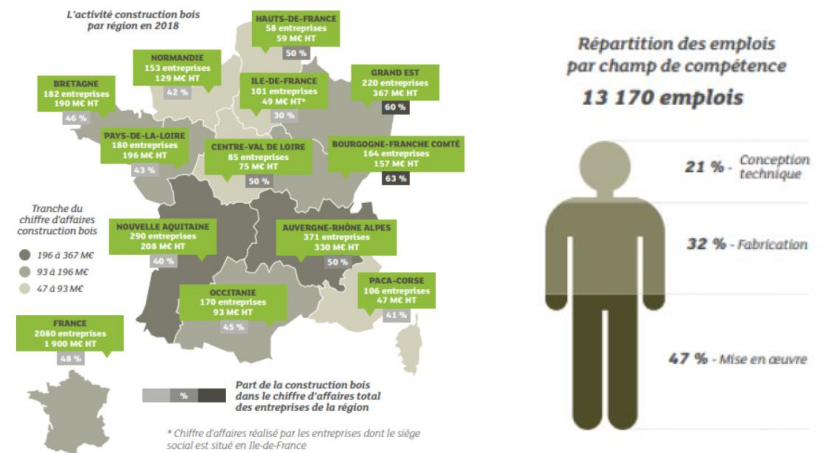 L'activité construction bois
par région en 2018
HAUTS-DE-FRANCE
58 entreprises
59 M€ HT
50 %
NORMANDIE
153 entreprises
129 M€ HT
42 %
ILE-DE-FRANCE
101 entreprises
49 M€ HT*
30 %
GRAND EST
220 entreprises
367 M€ HT
60 %
BRETAGNE
182 entreprises
190 M€ HT
46 %
PAYS-DE-LA-LOIRE
180 entreprises
196 M€ HT
43 %
CENTRE-VAL DE LOIRE
85 entreprises
75 M€ HT
50 %
BOURGOGNE-FRANCHE COMTÉ
164 entreprises
157 M€ HT
63 %
Tranche du
chiffre d'affaires
construction bois
196 à 367 M€
93 à 196 M€
47 à 93 M€
NOUVELLE AQUITAINE
290 entreprises
208 M€ HT
40 %
AUVERGNE-RHÔNE ALPES
371 entreprises
330 M€ HT
50 %
OCCITANIE
170 entreprises
93 M€ HT
45 %
PACA-CORSE
106 entreprises
47 M€ HT
41 %
FRANCE
2080 entreprises
1 900 M€ HT
48 %
%
Part de la construction bois
dans le chiffre d'affaires total
des entreprises de la région
* Chiffre d'affaires réalisé par les entreprises dont le siège
social est situé en Ile-de-France
Répartition des emplois
par champ de compétence
13 170 emplois
21 % - Conception
technique
32 % - Fabrication
47 % - Mise en œuvre